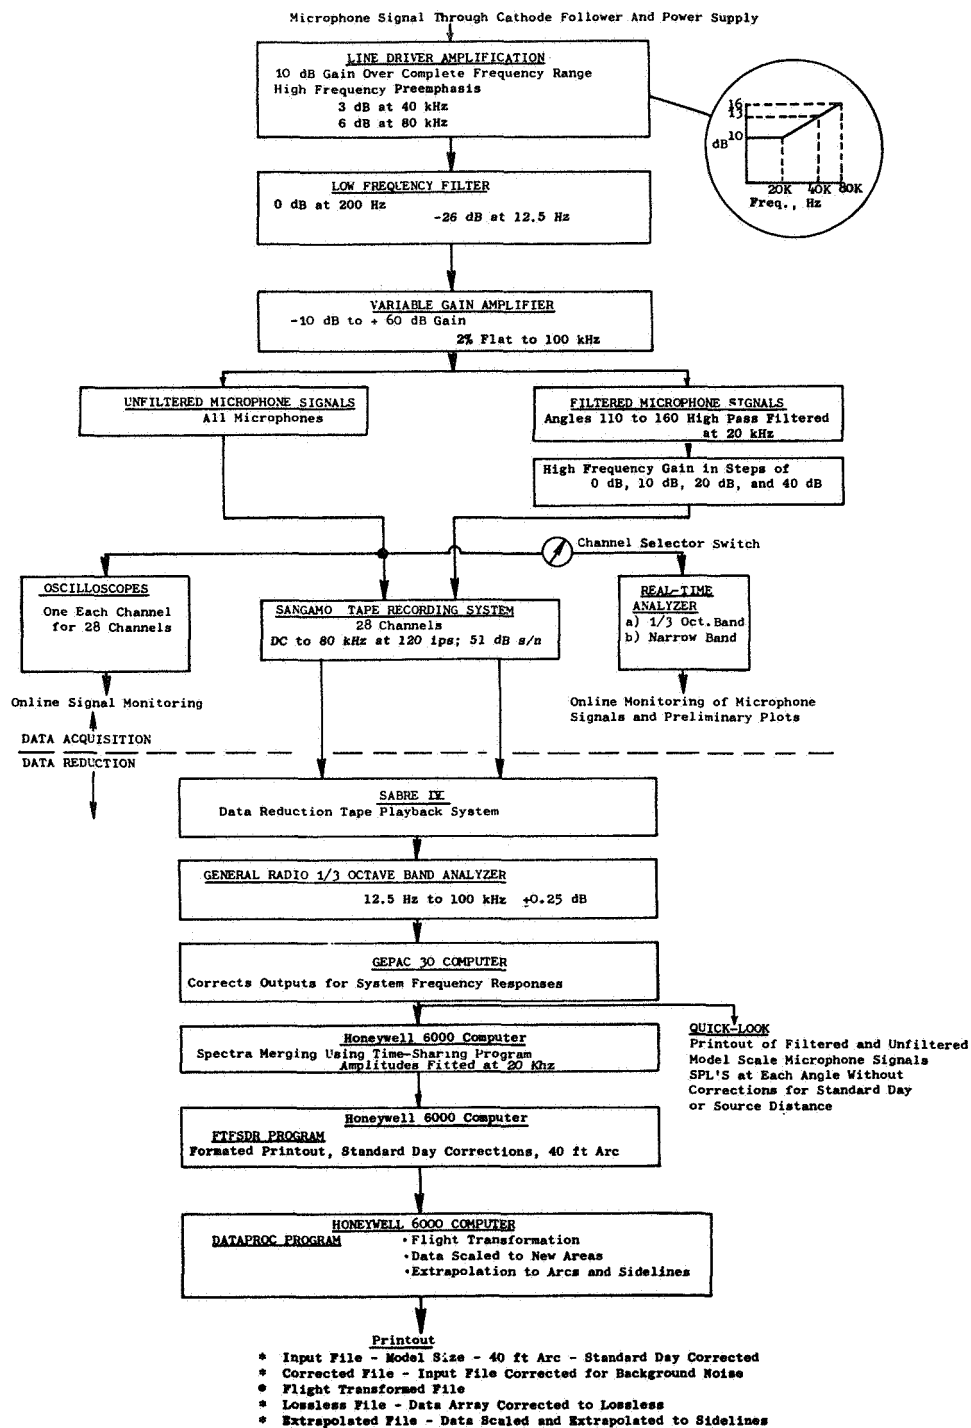 Microphone Signal Through Cathode Follower And Power Supply
LINE DRIVER AMPLIFICATION
10 dB Gain Over Complete Frequency Range
High Frequency Preemphasis
3 dB at 40 kHz
6 dB at 80 kHz
16
13
dB 10
20K 40K 80K
Freq., Hz
LOW FREQUENCY FILTER
0 dB at 200 Hz
-26 dB at 12.5 Hz
VARIABLE GAIN AMPLIFIER
-10 dB to + 60 dB Gain
2% Flat to 100 kHz
UNFILTERED MICROPHONE SIGNALS
All Microphones
FILTERED MICROPHONE SIGNALS
Angles 110 to 160 High Pass Filtered
at 20 kHz
High Frequency Gain in Steps of
0 dB, 10 dB, 20 dB, and 40 dB
Channel Selector Switch
OSCILLOSCOPES
One Each Channel
for 28 Channels
SANGAMO TAPE RECORDING SYSTEM
28 Channels
DC to 80 kHz at 120 ips; 51 dB s/n
REAL-TIME
ANALYZER
a) 1/3 Oct.Band
b) Narrow Band
Online Signal Monitoring
Online Monitoring of Microphone
Signals and Preliminary Plots
DATA ACQUISITION
DATA REDUCTION
SABRE IV
Data Reduction Tape Playback System
GENERAL RADIO 1/3 OCTAVE BAND ANALYZER
12.5 Hz to 100 kHz ±0.25 dB
GEPAC 30 COMPUTER
Corrects Outputs for System Frequency Responses
Honeywell 6000 Computer
Spectra Merging Using Time-Sharing Program
Amplitudes Fitted at 20 Khz
QUICK-LOOK
Printout of Filtered and Unfiltered
Model Scale Microphone Signals
SPL'S at Each Angle Without
Corrections for Standard Day
or Source Distance
Honeywell 6000 Computer
FTFSDR PROGRAM
Formated Printout, Standard Day Corrections, 40 ft Arc
HONEYWELL 6000 COMPUTER
DATAPROC PROGRAM
• Flight Transformation
• Data Scaled to New Areas
• Extrapolation to Arcs and Sidelines
Printout
* Input File - Model Size - 40 ft Arc - Standard Day Corrected
* Corrected File - Input File Corrected for Background Noise
* Flight Transformed File
* Lossless File - Data Array Corrected to Lossless
* Extrapolated File - Data Scaled and Extrapolated to Sidelines